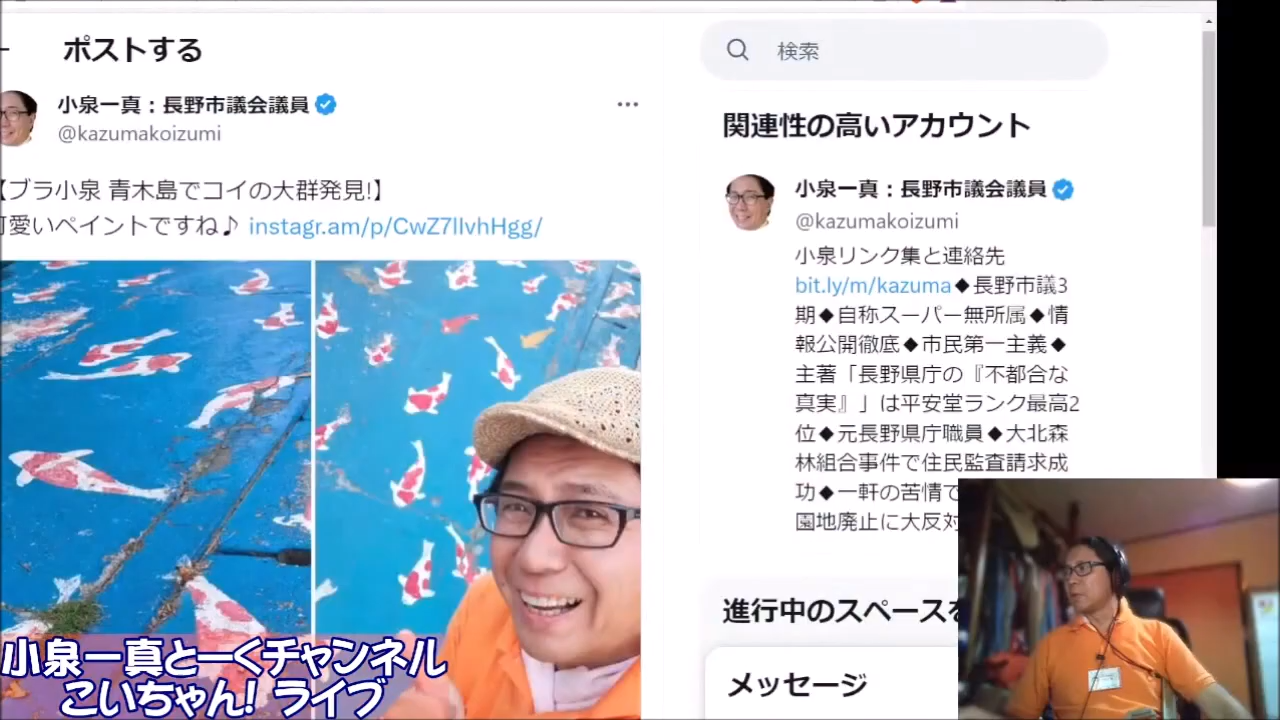 ポストする
小泉一真：長野市議会議員
@kazumakoizumi
【ブラ小泉 青木島でコイの大群発見!】
可愛いペイントですね♪ instagr.am/p/CwZ7lIvhHgg/
検索
関連性の高いアカウント
小泉一真：長野市議会議員
@kazumakoizumi
小泉リンク集と連絡先
bit.ly/m/kazuma◆長野市議3
期◆自称スーパー無所属◆情
報公開徹底◆市民第一主義◆
主著「長野県庁の『不都合な
真実』」は平安堂ランク最高2
位◆元長野県庁職員◆大北森
林組合事件で住民監査請求成
功◆一軒の苦情で
園地廃止に大反対
進行中のスペースを
メッセージ
小泉一真とーくチャンネル
こいちゃん! ライブ